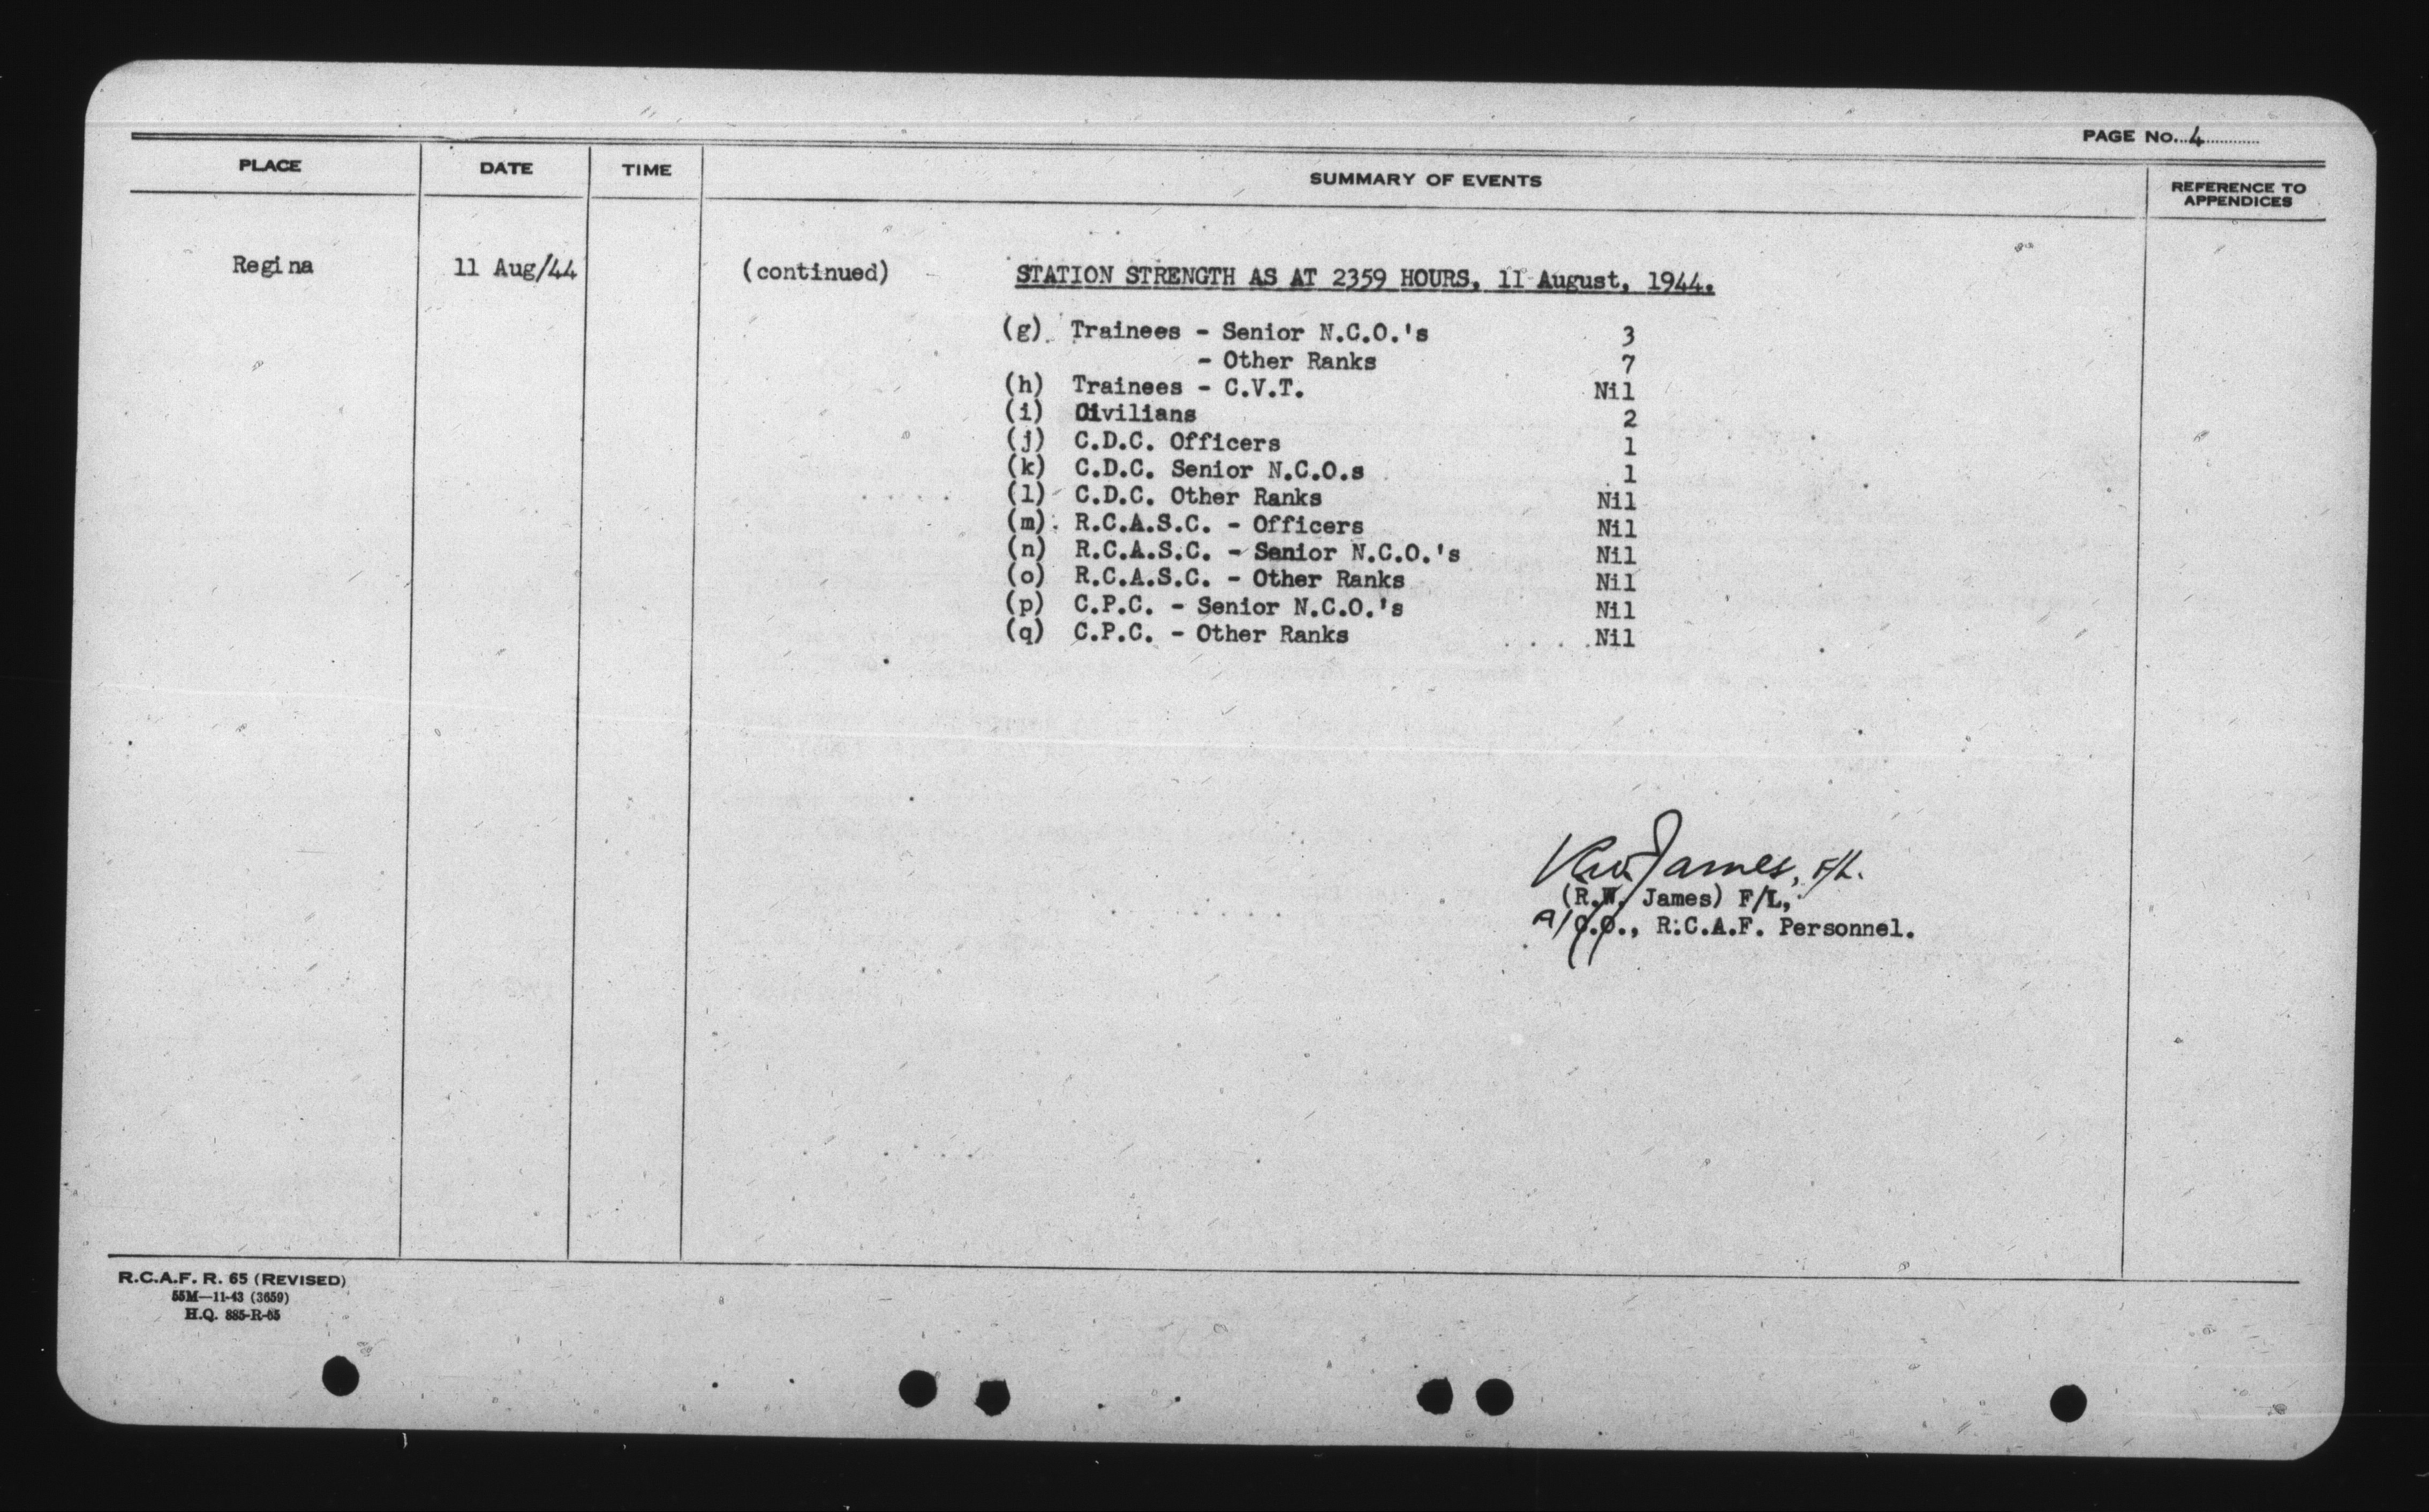 PAGE No. 4
PLACE DATE TIME SUMMARY OF EVENTS REFERENCE TO APPENDICES
Regina 11 Aug/44 (continued) STATION STRENGTH AS AT 2359 HOURS, 11 August, 1944.
(g) Trainees - Senior N.C.O.'s 3
- Other Ranks 7
(h) Trainees - C.V.T. Nil
(i) Civilians 2
(j) C.D.C. Officers 1
(k) C.D.C. Senior N.C.O.s 1
(l) C.D.C. Other Ranks Nil
(m) R.C.A.S.C. - Officers Nil
(n) R.C.A.S.C. - Senior N.C.O.'s Nil
(o) R.C.A.S.C. - Other Ranks Nil
(p) C.P.C. - Senior N.C.O.'s Nil
(q) C.P.C. - Other Ranks Nil
RW James, F/L.
(R.W. James) F/L,
A/C.O., R.C.A.F. Personnel.
R.C.A.F. R. 65 (REVISED)
55M—11-43 (3659)
H.Q. 885-R-65